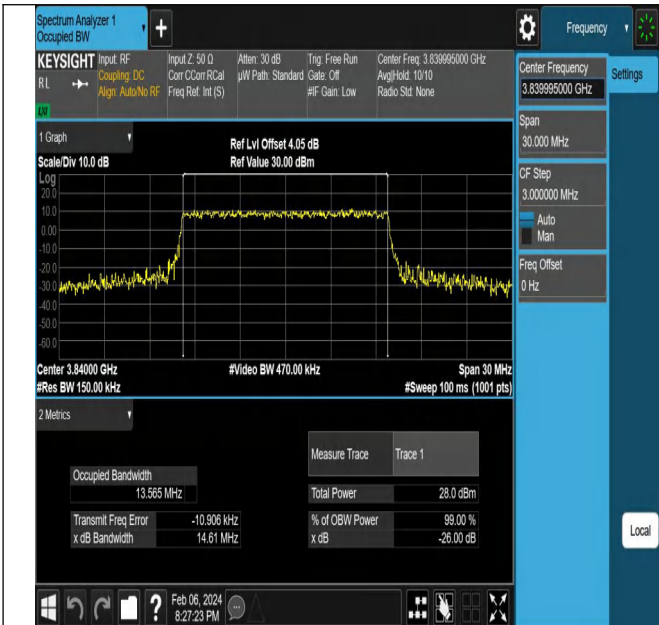 Spectrum Analyzer 1
Occupied BW
Frequency
KEYSIGHT
RL
LXI
Input: RF
Coupling: DC
Align: Auto/No RF
Input Z: 50 Ω
Corr CCorr RCal
Freq Ref: Int (S)
Atten: 30 dB
µW Path: Standard
Trig: Free Run
Gate: Off
#IF Gain: Low
Center Freq: 3.839995000 GHz
Avg|Hold: 10/10
Radio Std: None
Center Frequency
3.839995000 GHz
Settings
Span
30.000 MHz
CF Step
3.000000 MHz
Auto
Man
Freq Offset
0 Hz
1 Graph
Scale/Div 10.0 dB
Ref Lvl Offset 4.05 dB
Ref Value 30.00 dBm
Log
20.0
10.0
0.00
-10.0
-20.0
-30.0
-40.0
-50.0
-60.0
Center 3.84000 GHz
#Video BW 470.00 kHz
Span 30 MHz
#Res BW 150.00 kHz
#Sweep 100 ms (1001 pts)
2 Metrics
Measure Trace Trace 1
Occupied Bandwidth
13.565 MHz
Total Power 28.0 dBm
Transmit Freq Error -10.906 kHz
% of OBW Power 99.00 %
x dB Bandwidth 14.61 MHz
x dB -26.00 dB
Local
?
Feb 06, 2024
8:27:23 PM